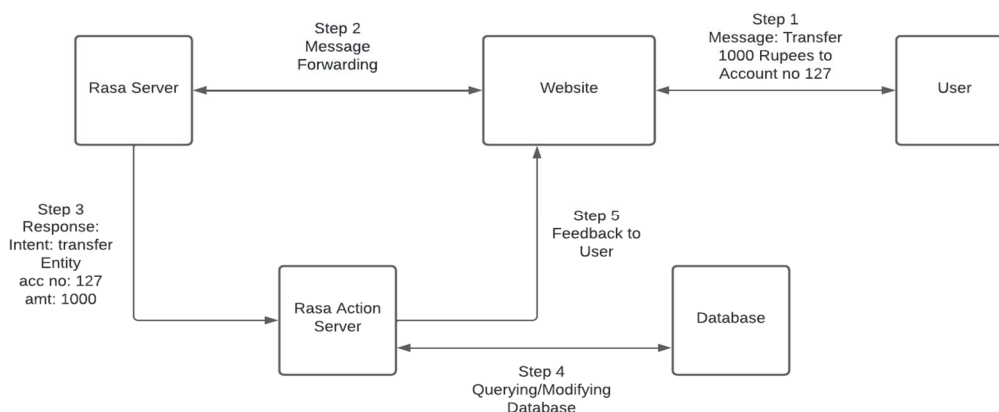 Step 1
Message: Transfer
1000 Rupees to
Account no 127
Step 2
Message
Forwarding
Rasa Server
Website
User
Step 3
Response:
Intent: transfer
Entity
acc no: 127
amt: 1000
Step 5
Feedback to
User
Rasa Action
Server
Database
Step 4
Querying/Modifying
Database